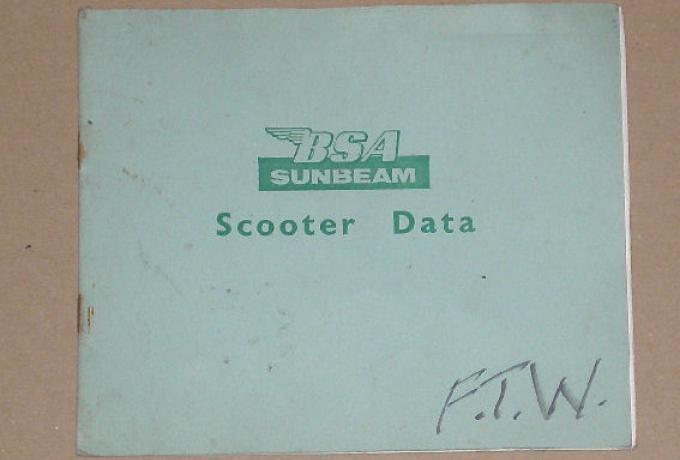 BSA
SUNBEAM
Scooter Data
F.T.W.